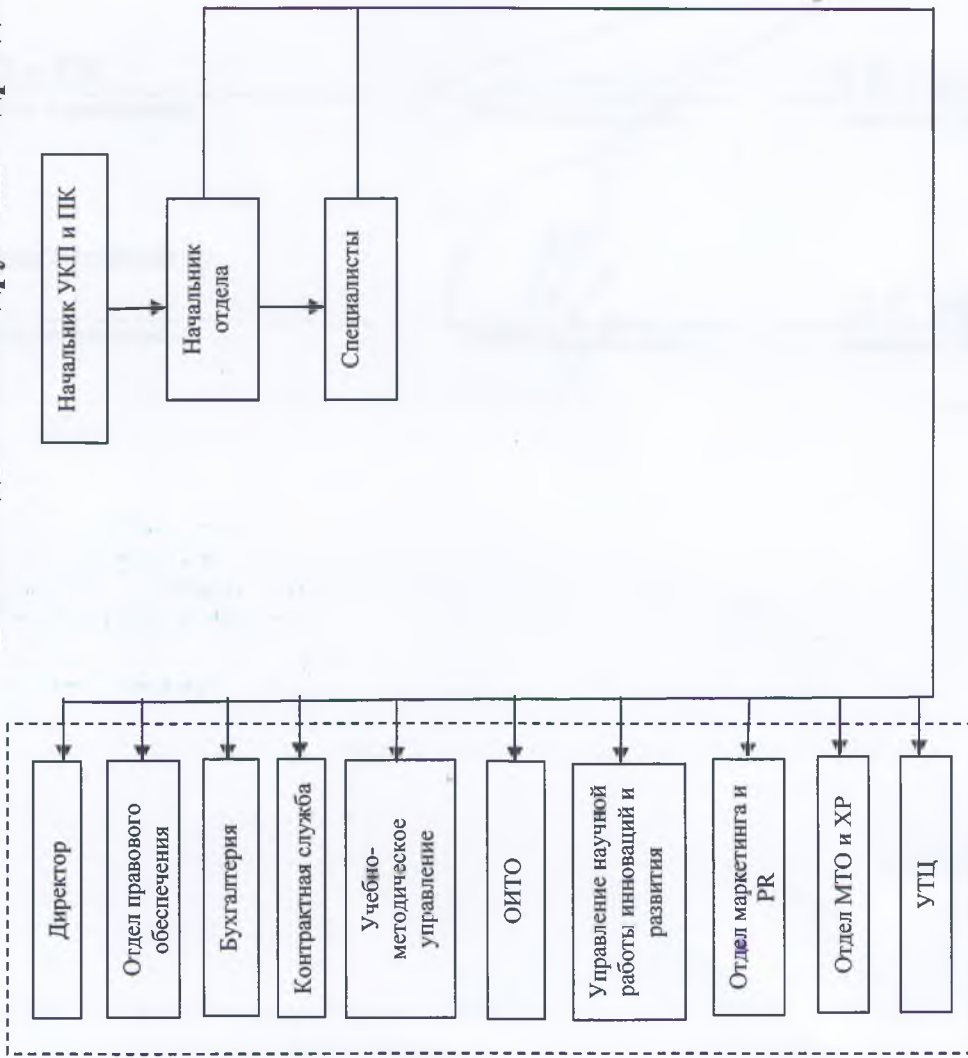 Начальник УКП и ПК
Начальник
отдела
Специалисты
Директор
Отдел правового
обеспечения
Бухгалтерия
Контрактная служба
Учебно-
методическое
управление
ОИТО
Управление научной
работы инноваций и
развития
Отдел маркетинга и
PR
Отдел МТО и ХР
УТЦ